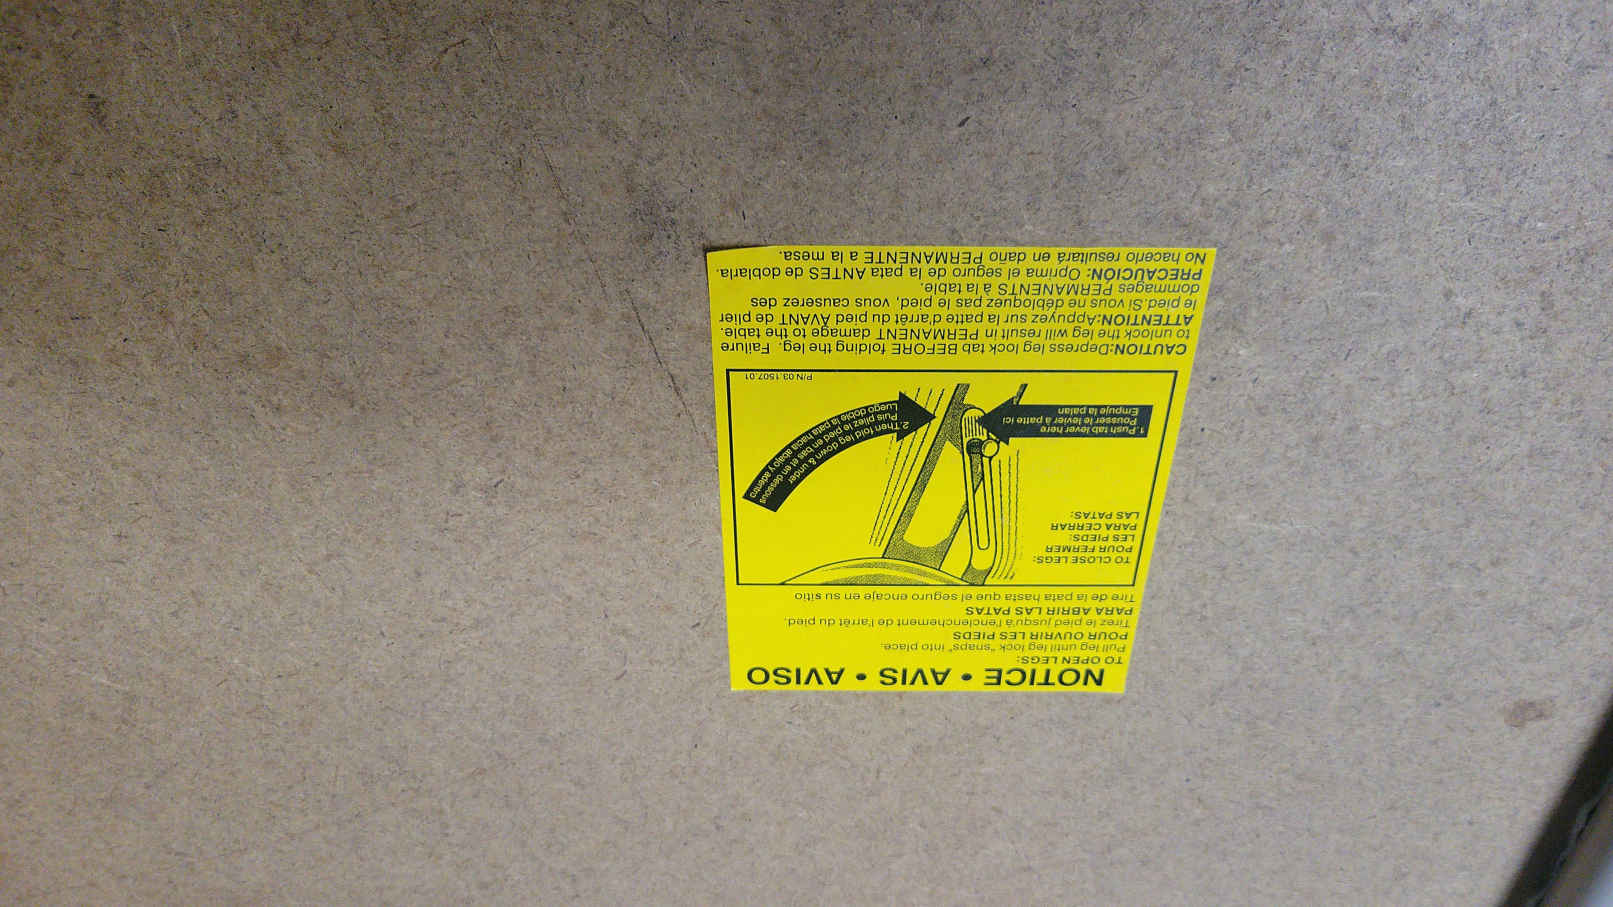 NOTICE • AVIS • AVISO
TO OPEN LEGS:
Pull leg until leg lock "snaps" into place.
POUR OUVRIR LES PIEDS
Tirez le pied jusqu'à l'enclenchement de l'arrêt du pied.
PARA ABRIR LAS PATAS
Tire de la pata hasta que el seguro encaje en su sitio
TO CLOSE LEGS:
POUR FERMER
LES PIEDS:
PARA CERRAR
LAS PATAS:
1.Push tab lever here
Pousser le levier à patte ici
Empuje la palan
2.Then fold leg down & under
Puis pliez le pied en bas et en dessous
Luego doble la pata hacia abajo y adentro
P/N 03.1507.01
CAUTION:Depress leg lock tab BEFORE folding the leg. Failure
to unlock the leg will result in PERMANENT damage to the table.
ATTENTION:Appuyez sur la patte d'arrêt du pied AVANT de plier
le pied.Si vous ne débloquez pas le pied, vous causerez des
dommages PERMANENTS à la table.
PRECAUCIÓN: Oprima el seguro de la pata ANTES de doblarla.
No hacerlo resultará en daño PERMANENTE a la mesa.